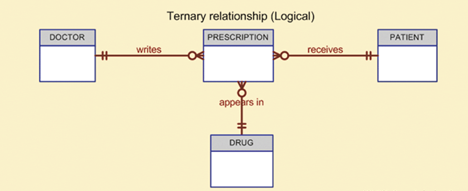 Ternary relationship (Logical)
DOCTOR
writes
PRESCRIPTION
receives
PATIENT
appears in
DRUG